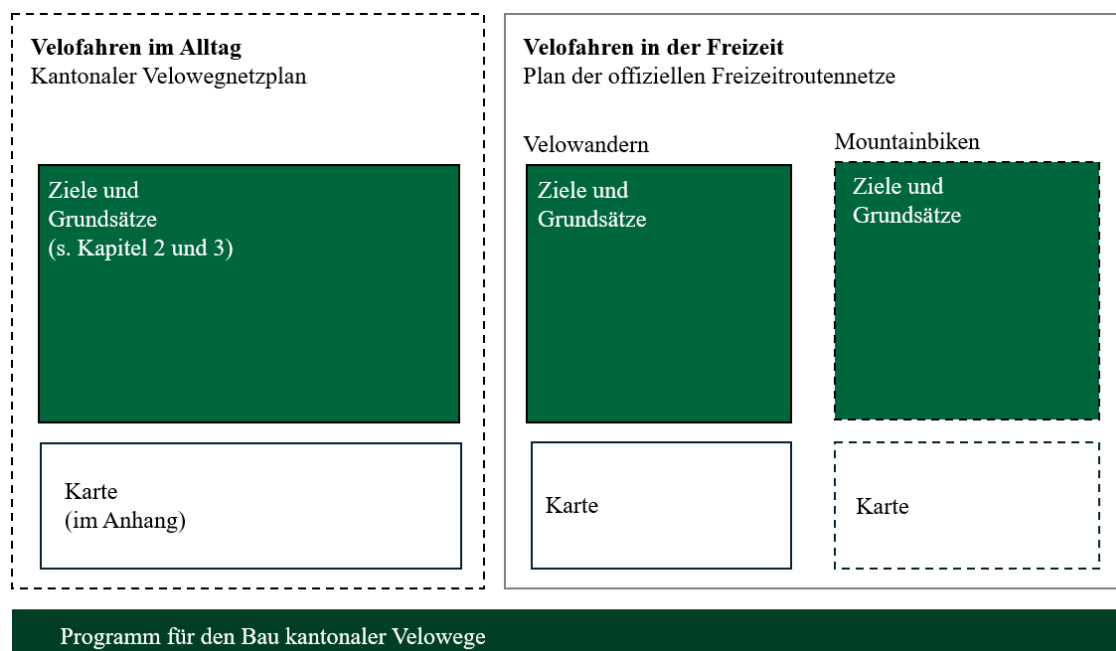 Velofahren im Alltag
Kantonaler Velowegnetzplan
Ziele und
Grundsätze
(s. Kapitel 2 und 3)
Karte
(im Anhang)
Velofahren in der Freizeit
Plan der offiziellen Freizeitroutennetze
Velowandern
Ziele und
Grundsätze
Karte
Mountainbiken
Ziele und
Grundsätze
Karte
Programm für den Bau kantonaler Velowege